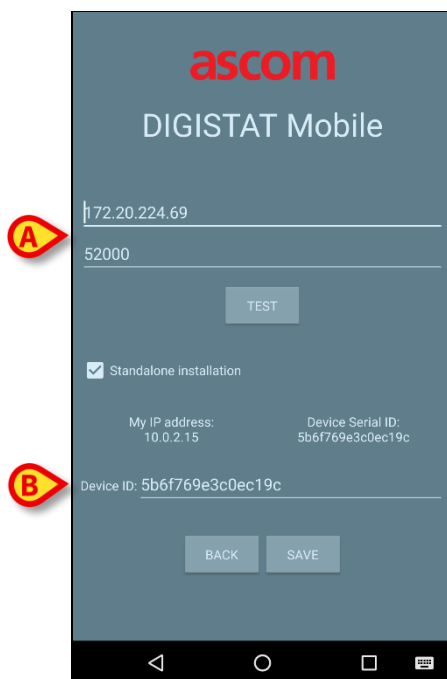 ascom
DIGISTAT Mobile
A
172.20.224.69
52000
TEST
Standalone installation
My IP address:
10.0.2.15
Device Serial ID:
5b6f769e3c0ec19c
B
Device ID: 5b6f769e3c0ec19c
BACK
SAVE